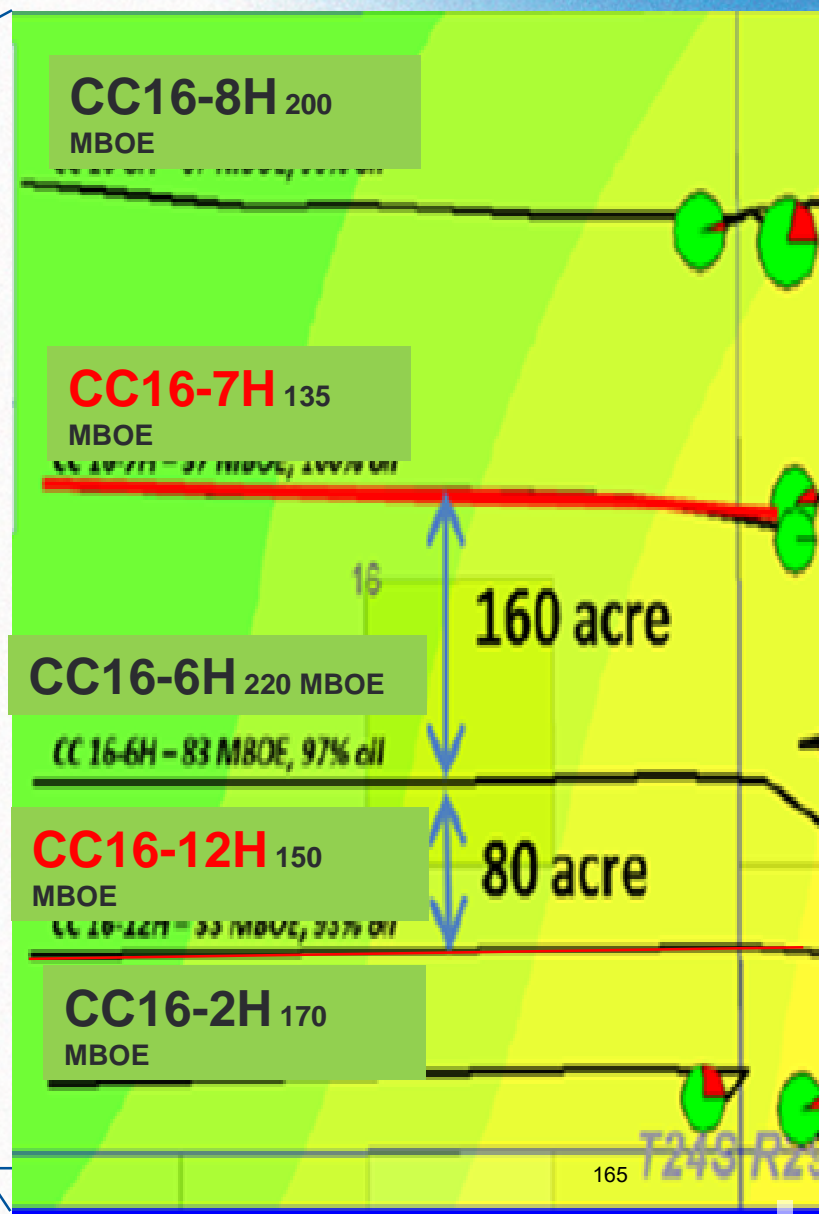 CC16-8H 200
MBOE
CC16-7H 135
MBOE
16
160 acre
CC16-6H 220 MBOE
CC 16-6H – 83 MBOE, 97% oil
CC16-12H 150
MBOE
80 acre
CC16-2H 170
MBOE
165